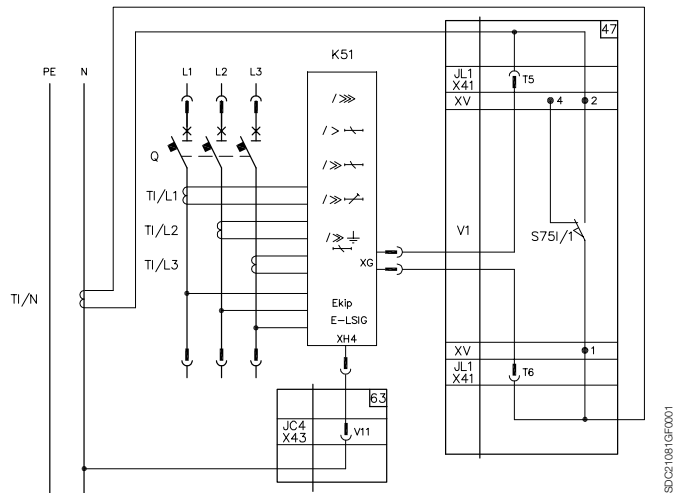 47
K51
PE N L1 L2 L3
JL1
X41
T5
XV 4 2
I>>>
I>
I>>
I>>
I>>
Q
TI/L1
TI/L2
TI/L3
TI/N
V1
S75I/1
XG
Ekip
E-LSIG
XH4
XV 1
JL1
X41
T6
63
JC4
X43
V11
SDC21081GF0001